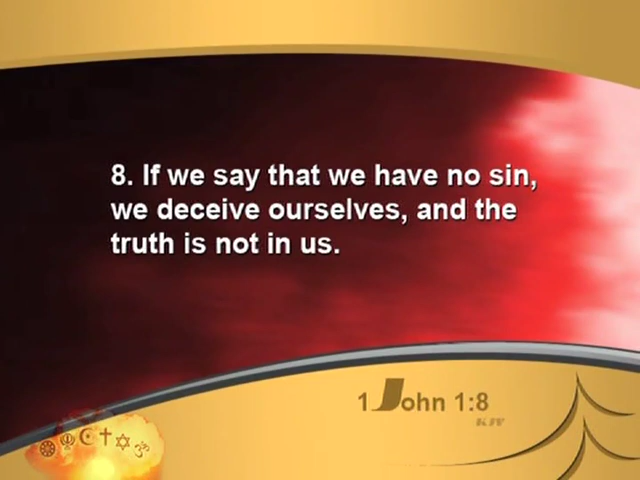 8. If we say that we have no sin,
we deceive ourselves, and the
truth is not in us.
1 John 1:8
KJV